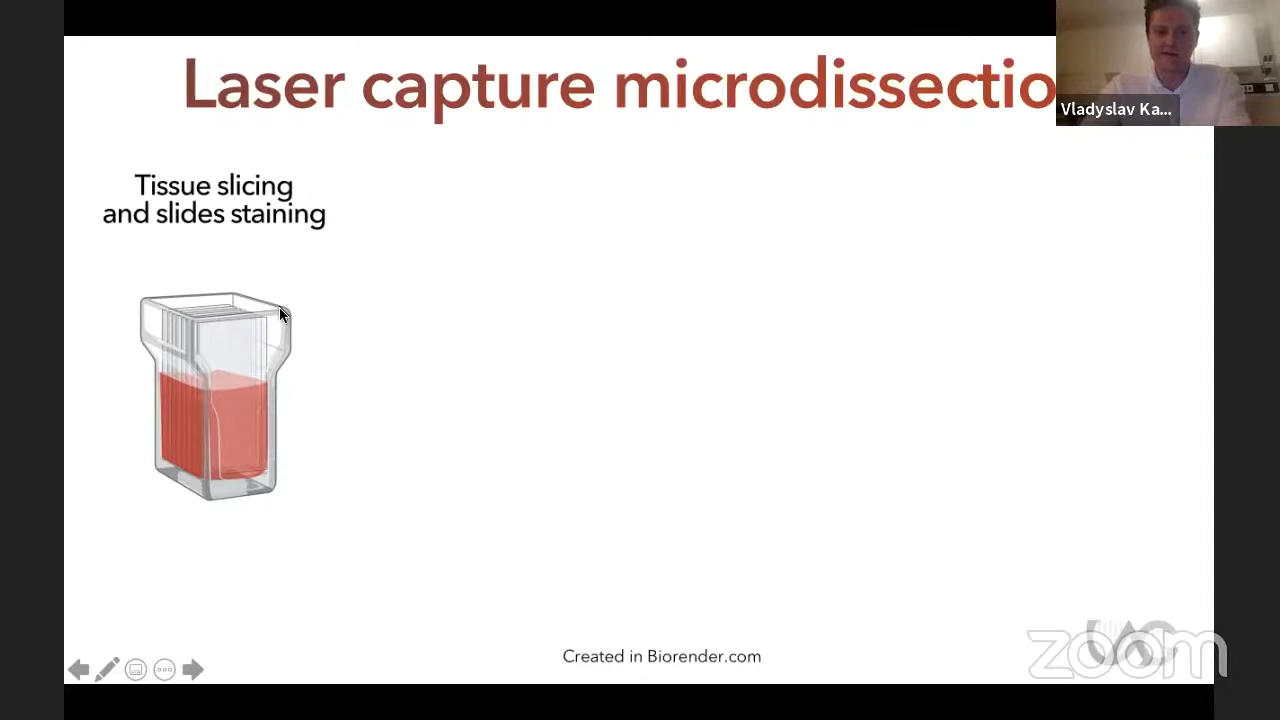 Laser capture microdissectio
Vladyslav Ka...
Tissue slicing
and slides staining
Created in Biorender.com
zoom